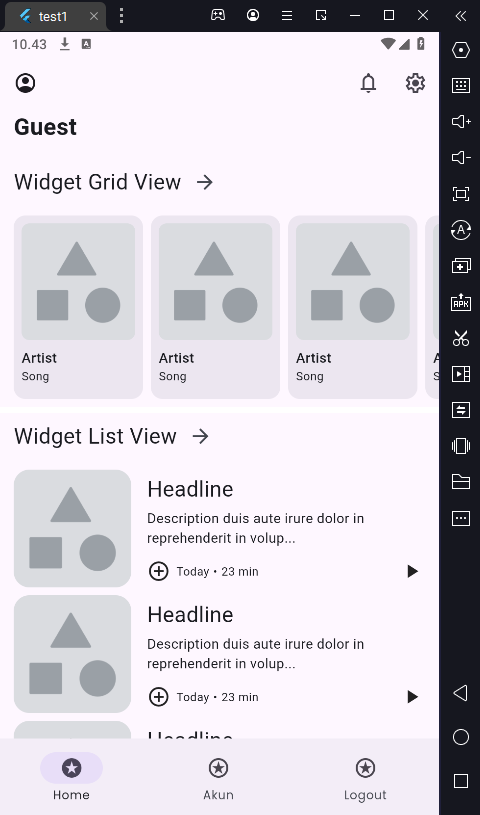 test1
10.43
A
Guest
Widget Grid View
Artist
Song
Artist
Song
Artist
Song
A
S
Widget List View
Headline
Description duis aute irure dolor in
reprehenderit in volup...
Today • 23 min
Headline
Description duis aute irure dolor in
reprehenderit in volup...
Today • 23 min
Headline
Home
Akun
Logout
A
APK